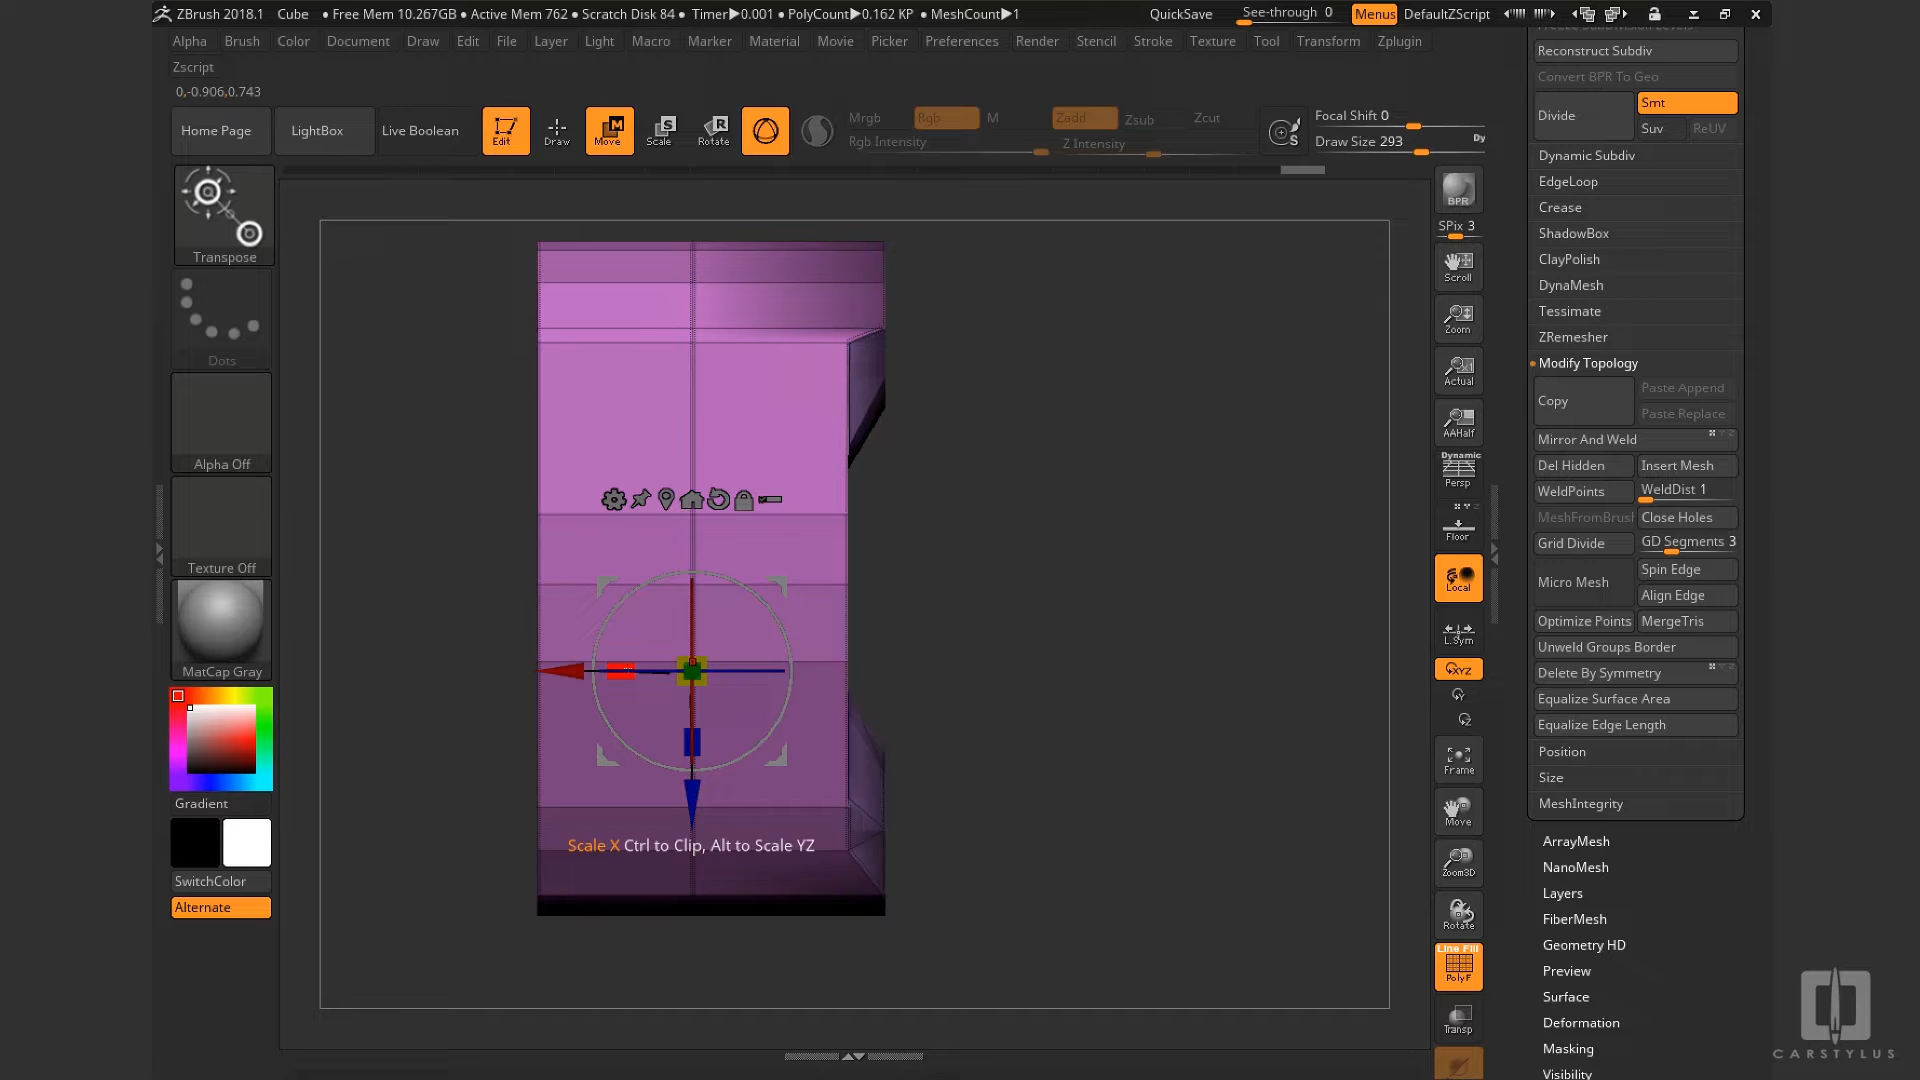 ZBrush 2018.1 Cube • Free Mem 10.267GB • Active Mem 762 • Scratch Disk 84 • Timer▶0.001 • PolyCount▶0.162 KP • MeshCount▶1 QuickSave See-through 0 Menus DefaultZScript
Alpha Brush Color Document Draw Edit File Layer Light Macro Marker Material Movie Picker Preferences Render Stencil Stroke Texture Tool Transform Zplugin
Zscript
0,-0.906,0.743
Home Page LightBox Live Boolean Edit Draw Move Scale Rotate
Mrgb Rgb M Zadd Zsub Zcut
Rgb Intensity Z Intensity
Focal Shift 0
Draw Size 293 Dy
Transpose
Dots
Alpha Off
Texture Off
MatCap Gray
Gradient
SwitchColor
Alternate
Scale X Ctrl to Clip, Alt to Scale YZ
BPR
SPix 3
Scroll
Zoom
Actual
AAHalf
Dynamic
Persp
Floor
Local
L.Sym
XYZ
Y
Z
Frame
Move
Zoom3D
Rotate
Line Fill
PolyF
Transp
Reconstruct Subdiv
Convert BPR To Geo
Divide Smt
Suv ReUV
Dynamic Subdiv
EdgeLoop
Crease
ShadowBox
ClayPolish
DynaMesh
Tessimate
ZRemesher
Modify Topology
Copy Paste Append
Paste Replace
Mirror And Weld
Del Hidden Insert Mesh
WeldPoints WeldDist 1
MeshFromBrush Close Holes
Grid Divide GD Segments 3
Micro Mesh Spin Edge
Align Edge
Optimize Points MergeTris
Unweld Groups Border
Delete By Symmetry
Equalize Surface Area
Equalize Edge Length
Position
Size
MeshIntegrity
ArrayMesh
NanoMesh
Layers
FiberMesh
Geometry HD
Preview
Surface
Deformation
Masking
Visibility
CARSTYLUS